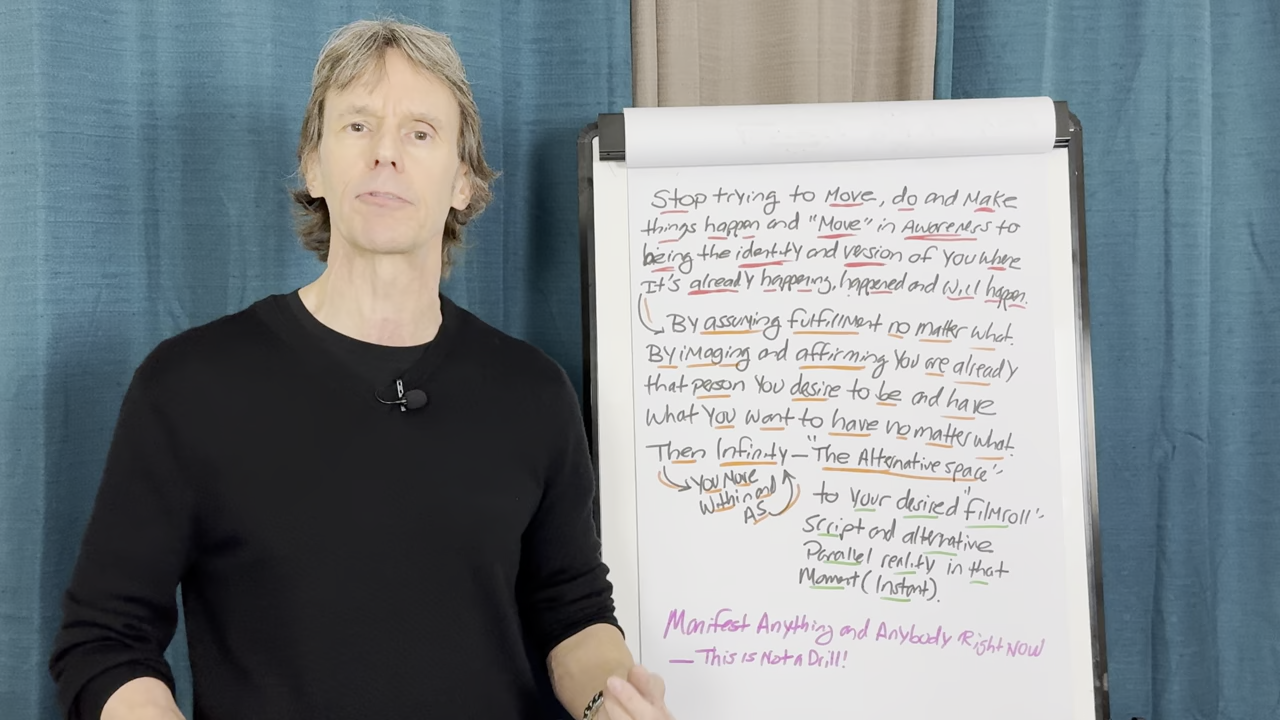 Stop trying to Move, do and Make
things happen and "Move" in Awareness to
being the identity and version of you where
It's already happening, happened and will happen.
By assuming fulfillment no matter what.
By imaging and affirming you are already
that person you desire to be and have
what you want to have no matter what.
Then Infinity — "The Alternative space"
You Move
Within and
AS
to your desired "filmroll"
Script and alternative
Parallel reality in that
Moment (Instant).
Manifest Anything and Anybody Right NOW
— This is Not a Drill!